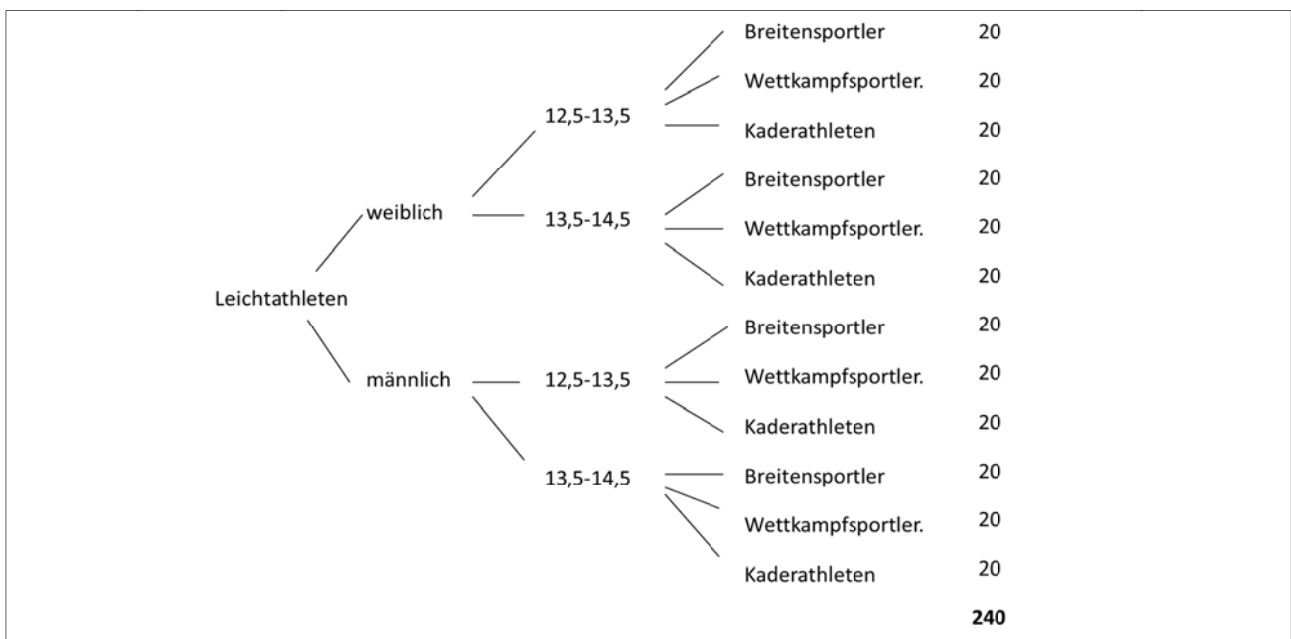 Breitensportler 20
Wettkampfsportler. 20
12,5-13,5
Kaderathleten 20
Breitensportler 20
weiblich
13,5-14,5
Wettkampfsportler. 20
Kaderathleten 20
Leichtathleten
Breitensportler 20
männlich
12,5-13,5
Wettkampfsportler. 20
Kaderathleten 20
13,5-14,5
Breitensportler 20
Wettkampfsportler. 20
Kaderathleten 20
240